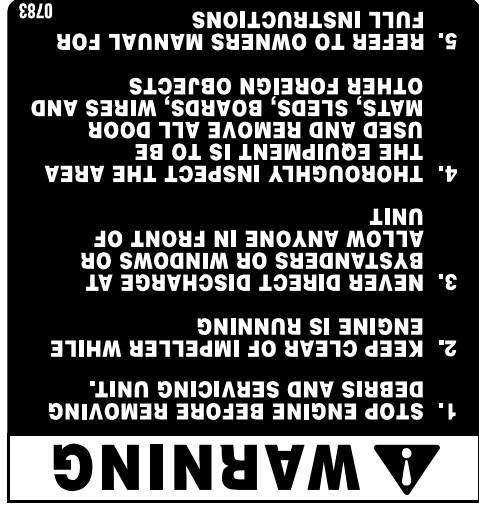 WARNING
1. STOP ENGINE BEFORE REMOVING
DEBRIS AND SERVICING UNIT.
2. KEEP CLEAR OF IMPELLER WHILE
ENGINE IS RUNNING
3. NEVER DIRECT DISCHARGE AT
BYSTANDERS OR WINDOWS OR
ALLOW ANYONE IN FRONT OF
UNIT
4. THOROUGHLY INSPECT THE AREA
THE EQUIPMENT IS TO BE
USED AND REMOVE ALL DOOR
MATS, SLEDS, BOARDS, WIRES AND
OTHER FOREIGN OBJECTS
5. REFER TO OWNERS MANUAL FOR
FULL INSTRUCTIONS
0783